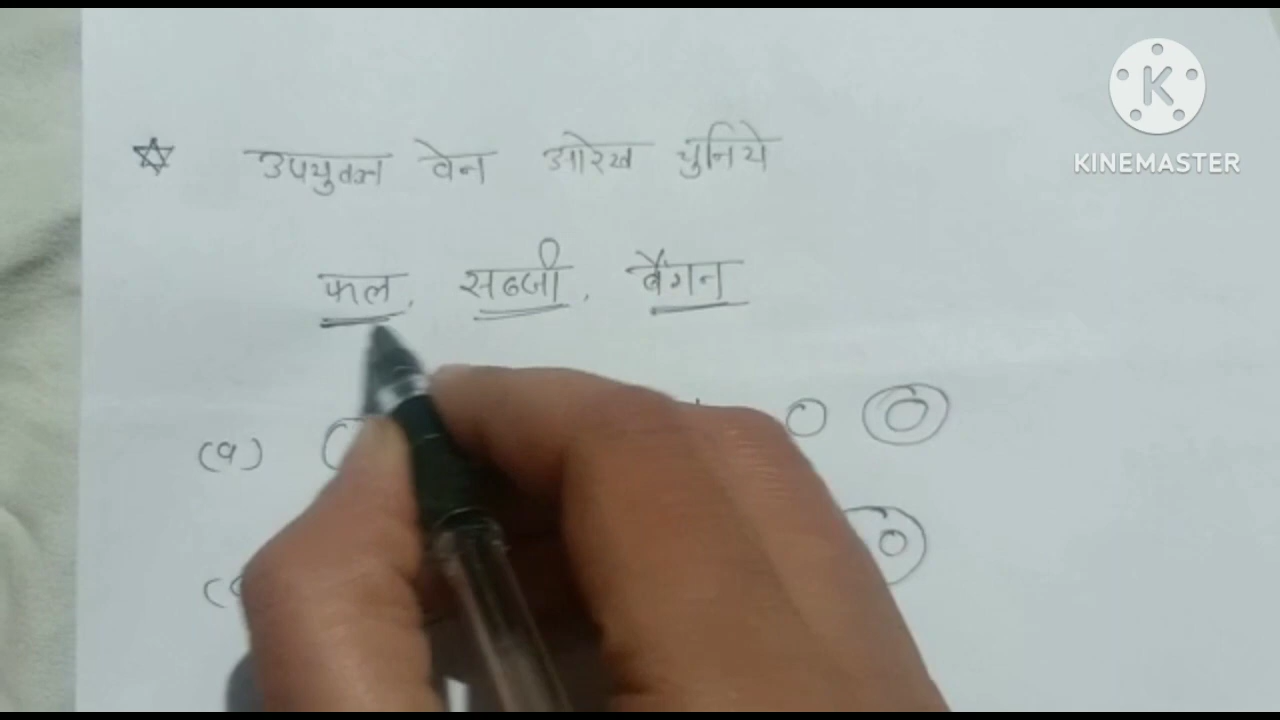 उपयुक्त वेन आरेख चुनिये
फल, सब्जी, बैंगन
(a)
K
KINEMASTER